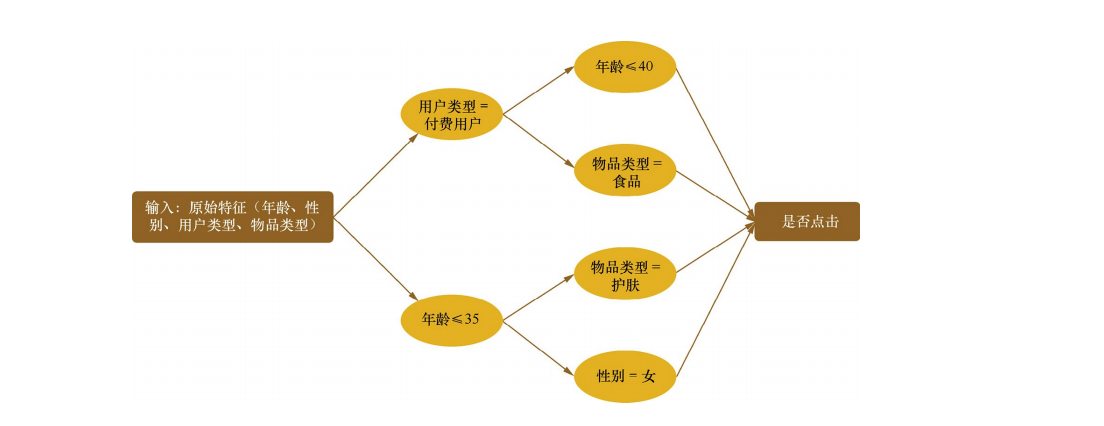 年龄≤40
用户类型 =
付费用户
物品类型 =
食品
输入：原始特征（年龄、性
别、用户类型、物品类型）
是否点击
物品类型 =
护肤
年龄≤35
性别 = 女